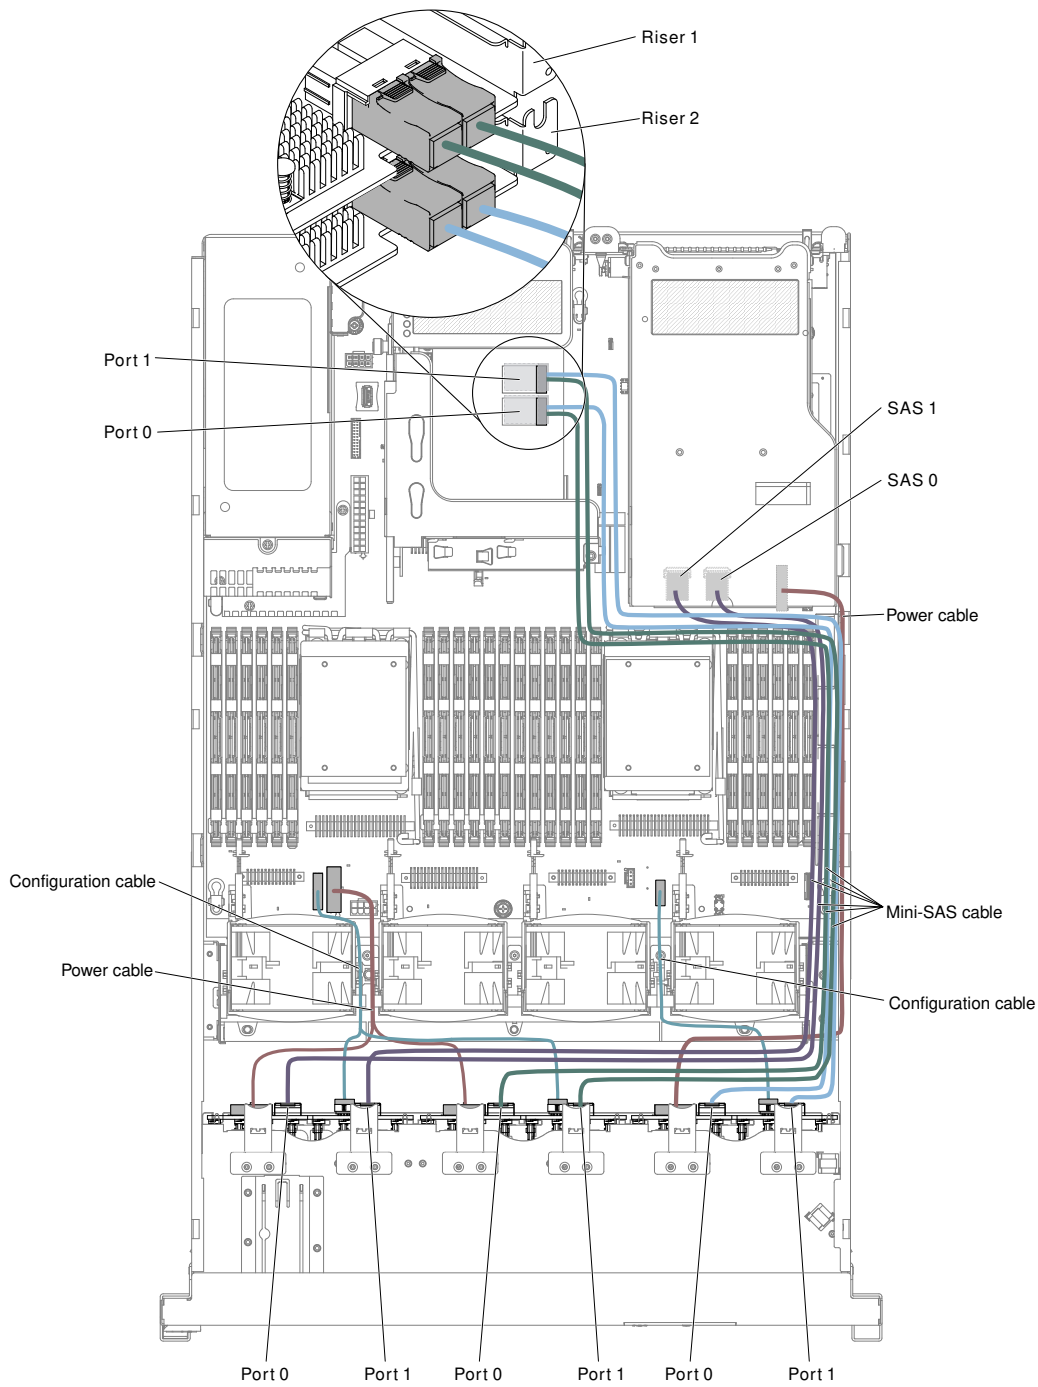 Riser 1
Riser 2
Port 1
Port 0
SAS 1
SAS 0
Power cable
Configuration cable
Mini-SAS cable
Power cable
Configuration cable
Port 0
Port 1
Port 0
Port 1
Port 0
Port 1